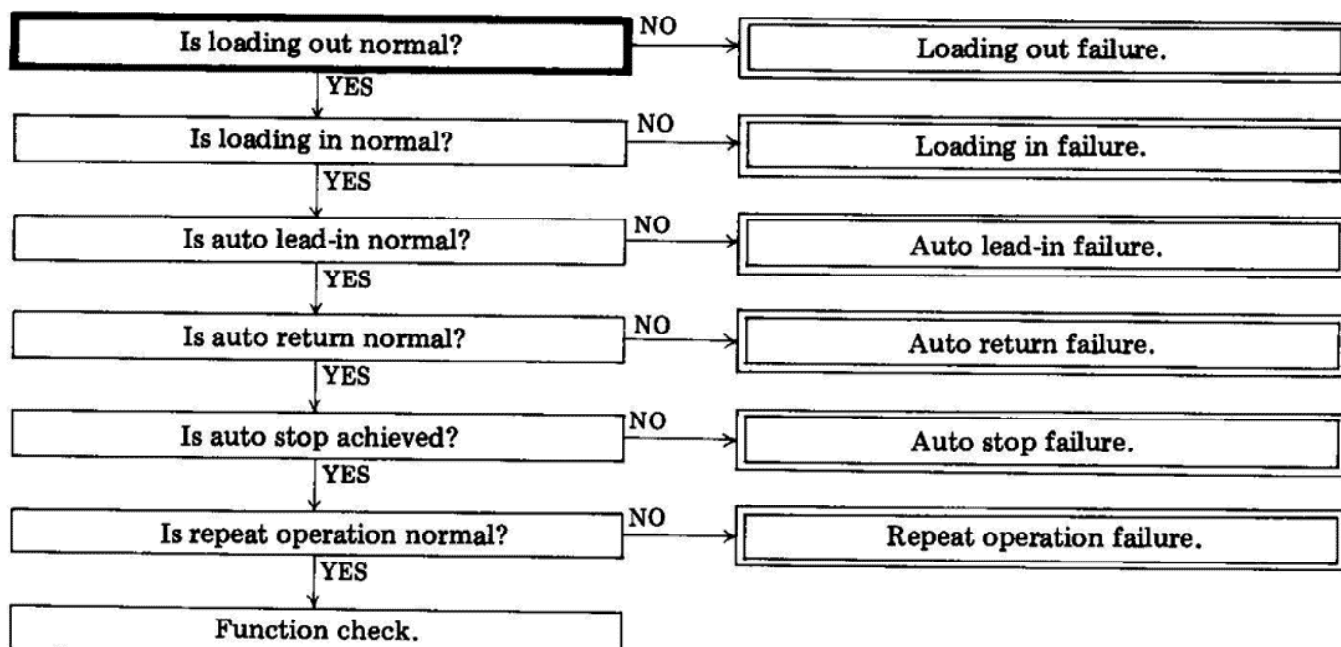 Is loading out normal?
NO
Loading out failure.
YES
Is loading in normal?
NO
Loading in failure.
YES
Is auto lead-in normal?
NO
Auto lead-in failure.
YES
Is auto return normal?
NO
Auto return failure.
YES
Is auto stop achieved?
NO
Auto stop failure.
YES
Is repeat operation normal?
NO
Repeat operation failure.
YES
Function check.